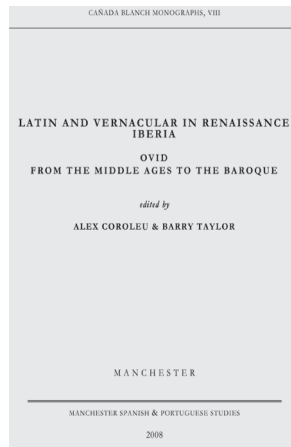 CAÑADA BLANCH MONOGRAPHS, VIII
LATIN AND VERNACULAR IN RENAISSANCE
IBERIA
OVID
FROM THE MIDDLE AGES TO THE BAROQUE
edited by
ALEX COROLEU & BARRY TAYLOR
MANCHESTER
MANCHESTER SPANISH & PORTUGUESE STUDIES
2008